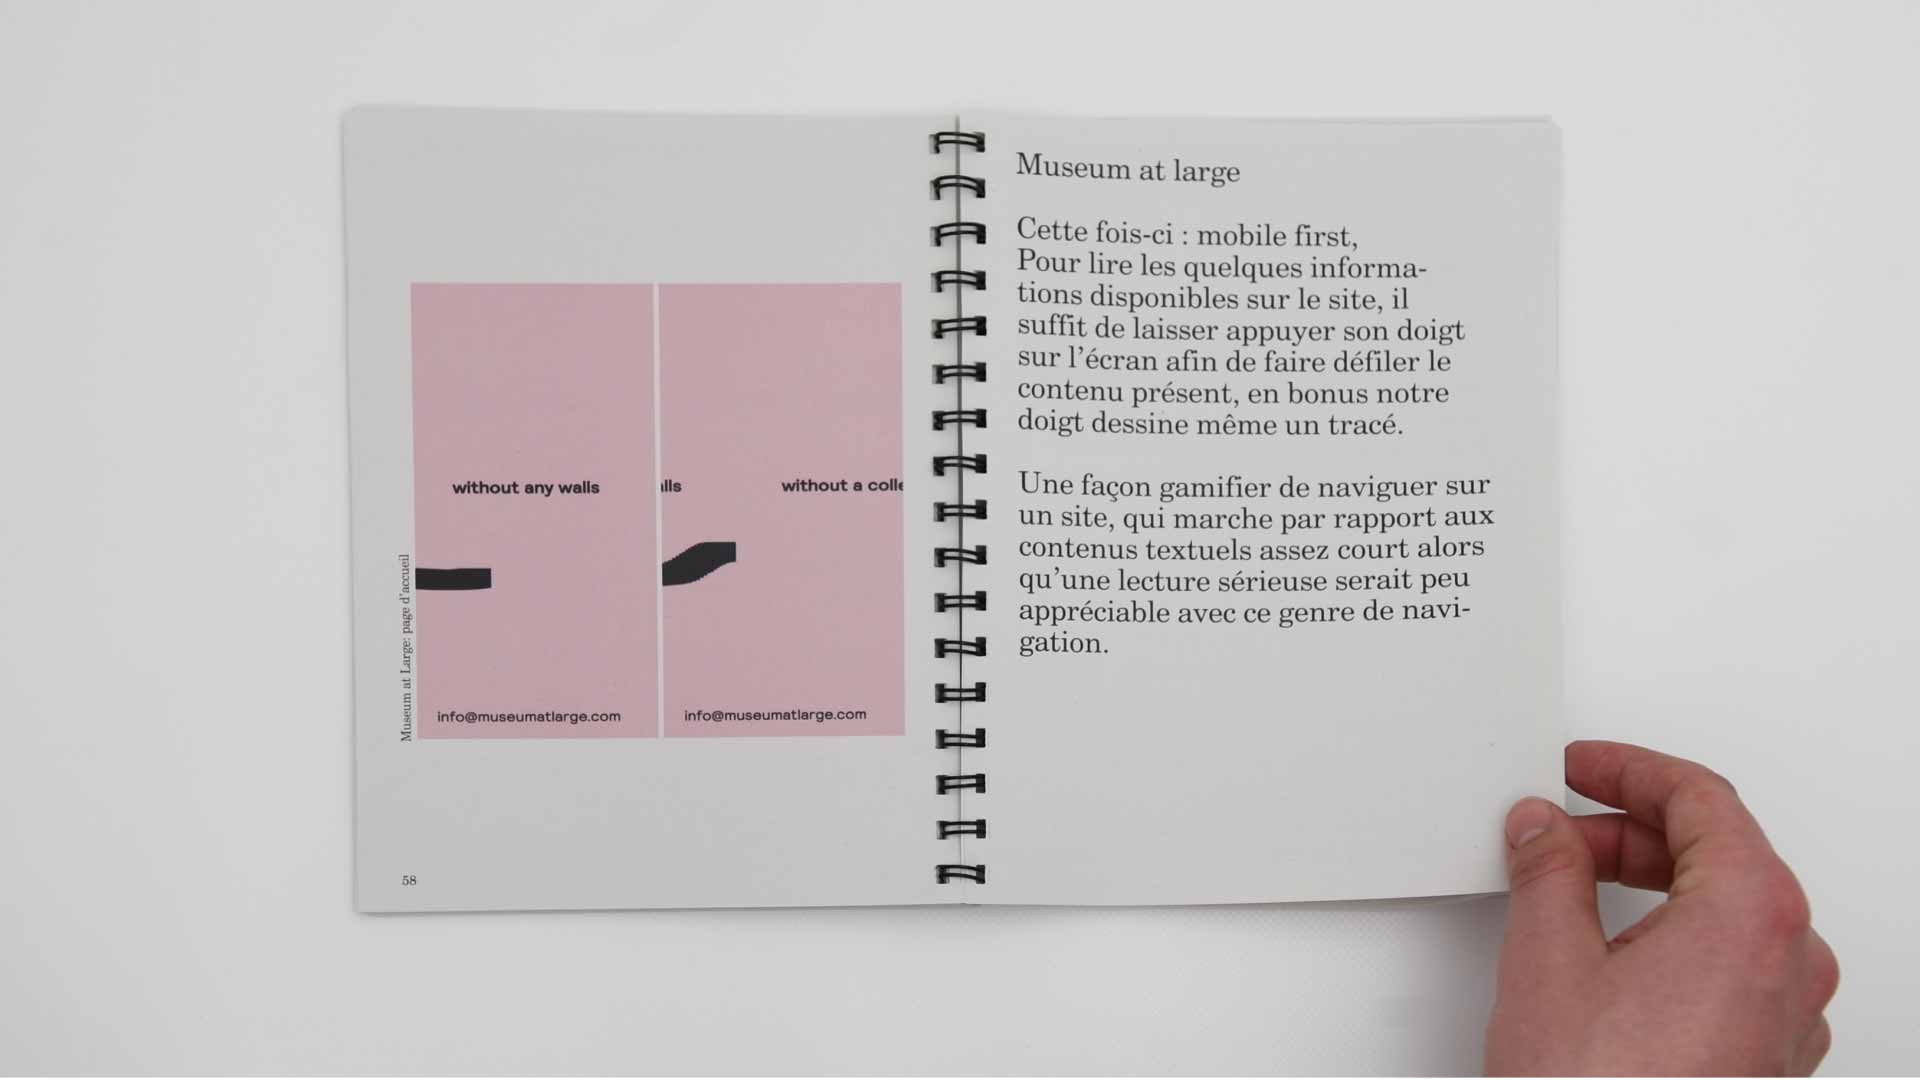 without any walls
lls
without a colle
info@museumatlarge.com
info@museumatlarge.com
Museum at Large: page d'accueil
58
Museum at large
Cette fois-ci : mobile first,
Pour lire les quelques informa-
tions disponibles sur le site, il
suffit de laisser appuyer son doigt
sur l'écran afin de faire défiler le
contenu présent, en bonus notre
doigt dessine même un tracé.
Une façon gamifier de naviguer sur
un site, qui marche par rapport aux
contenus textuels assez court alors
qu'une lecture sérieuse serait peu
appréciable avec ce genre de navi-
gation.